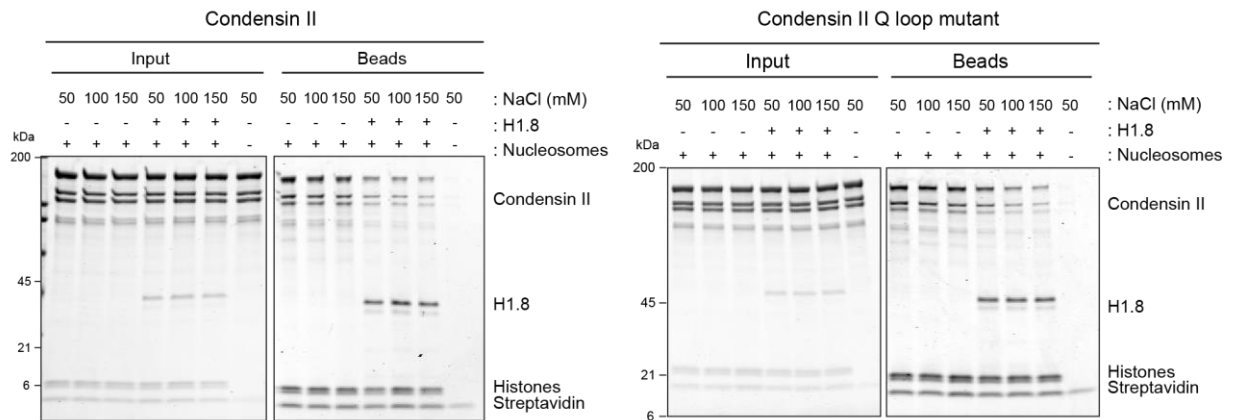 Condensin II
Input Beads
50 100 150 50 100 150 50 50 100 150 50 100 150 50 : NaCl (mM)
- - - + + + - - - - + + + - : H1.8
+ + + + + + - + + + + + + - : Nucleosomes
kDa
200
Condensin II
45
H1.8
21
6
Histones
Streptavidin
Condensin II Q loop mutant
Input Beads
50 100 150 50 100 150 50 50 100 150 50 100 150 50 : NaCl (mM)
- - - + + + - - - - + + + - : H1.8
+ + + + + + - + + + + + + - : Nucleosomes
kDa
200
Condensin II
45
H1.8
21
Histones
Streptavidin
6